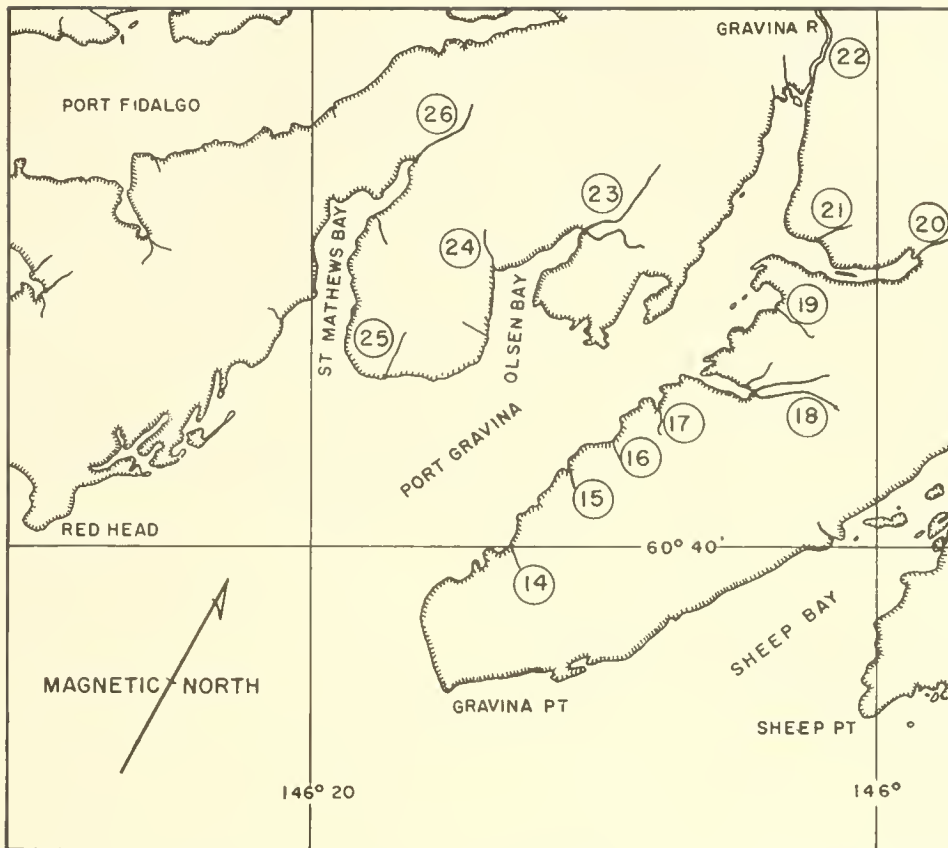 GRAVINA R
22
PORT FIDALGO
26
23
21
20
24
ST MATHEWS BAY
OLSEN BAY
19
25
18
17
PORT GRAVINA
16
15
RED HEAD
60° 40'
14
SHEEP BAY
MAGNETIC NORTH
GRAVINA PT
SHEEP PT
146° 20
146°